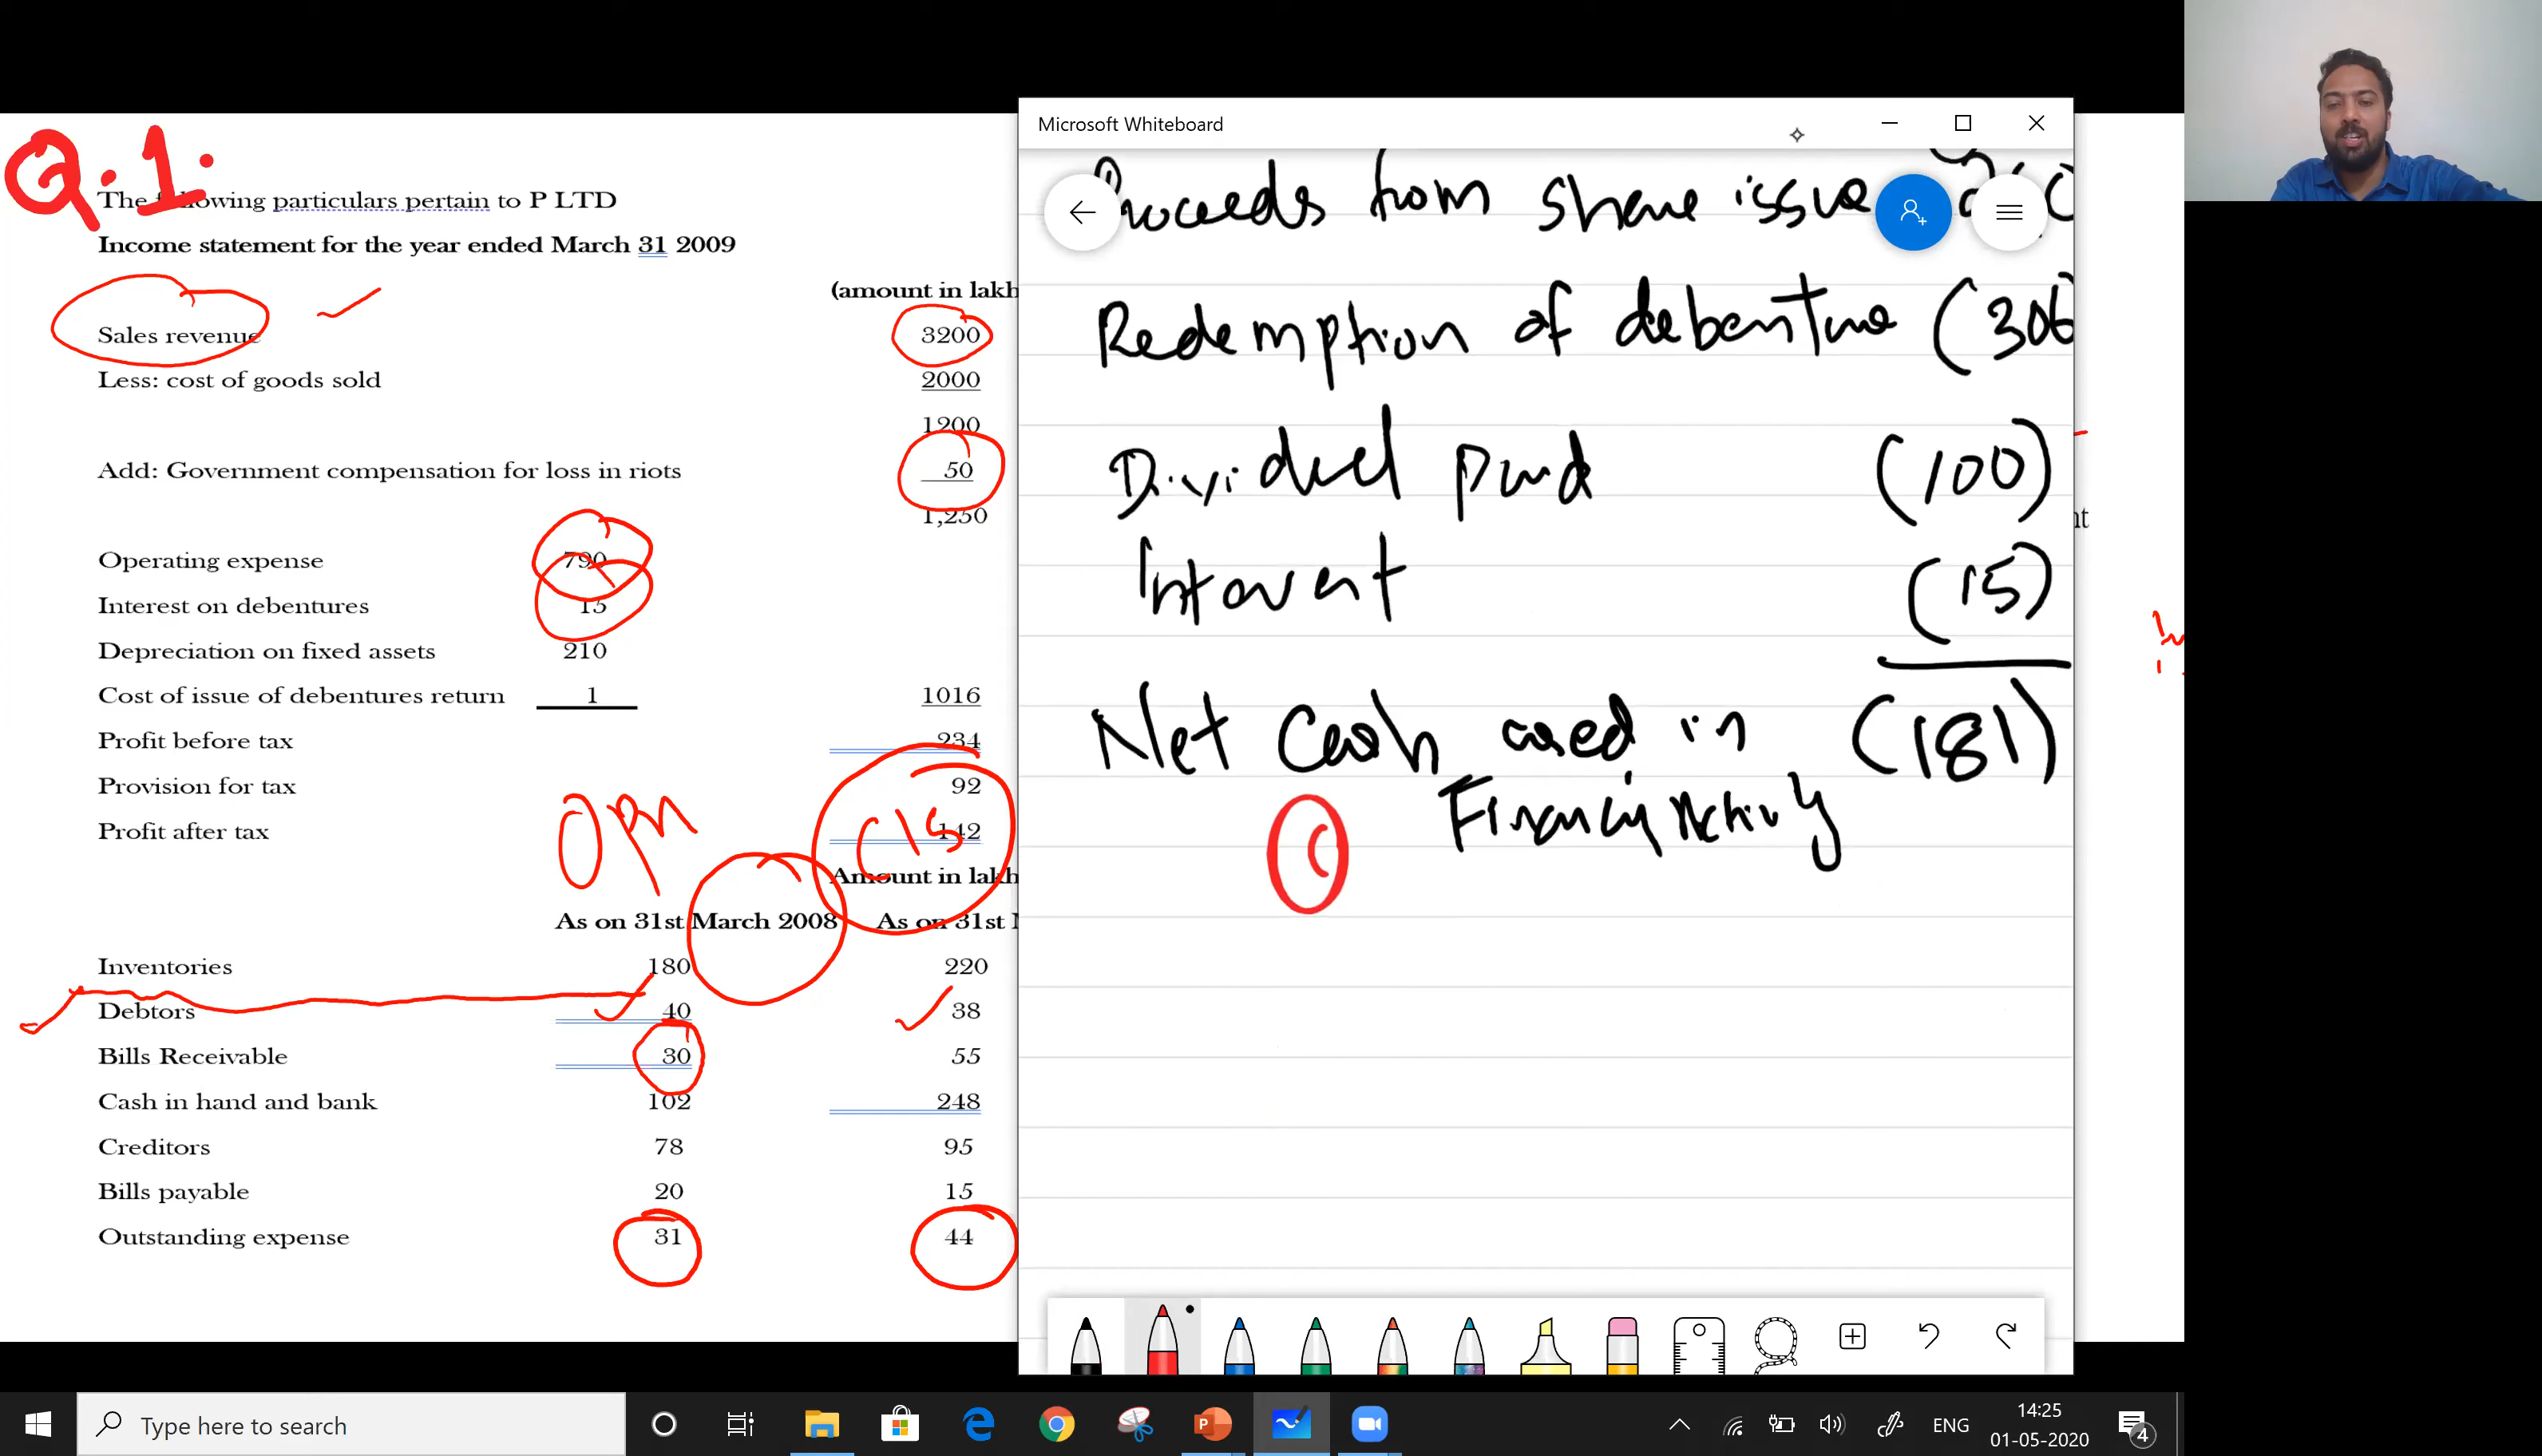 Q.1.
The following particulars pertain to P LTD
Income statement for the year ended March 31 2009
(amount in lakh
Sales revenue 3200
Less: cost of goods sold 2000
1200
Add: Government compensation for loss in riots 50
1,250
Operating expense 790
Interest on debentures 15
Depreciation on fixed assets 210
Cost of issue of debentures return 1 1016
Profit before tax 234
Provision for tax 92
Profit after tax 142
Opn
Cls
Amount in lakh
As on 31st March 2008 As on 31st
Inventories 180 220
Debtors 40 38
Bills Receivable 30 55
Cash in hand and bank 102 248
Creditors 78 95
Bills payable 20 15
Outstanding expense 31 44
Microsoft Whiteboard
Proceeds from share issue
Redemption of debenture (306
Dividend paid (100)
Interest (15)
Net Cash used in (181)
Financing Activity
C
nt
Type here to search
ENG
14:25
01-05-2020
4